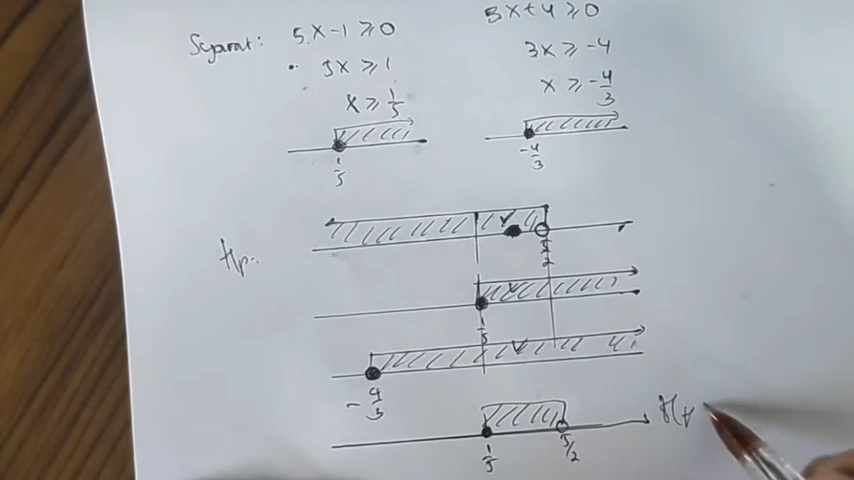 Syarat: 5x-1 ≥ 0
3x+4 ≥ 0
5x ≥ 1
3x ≥ -4
x ≥ 1/5
x ≥ -4/3
1/5
-4/3
Hp:
5/2
1/5
-4/3
Hp
1/5
5/2